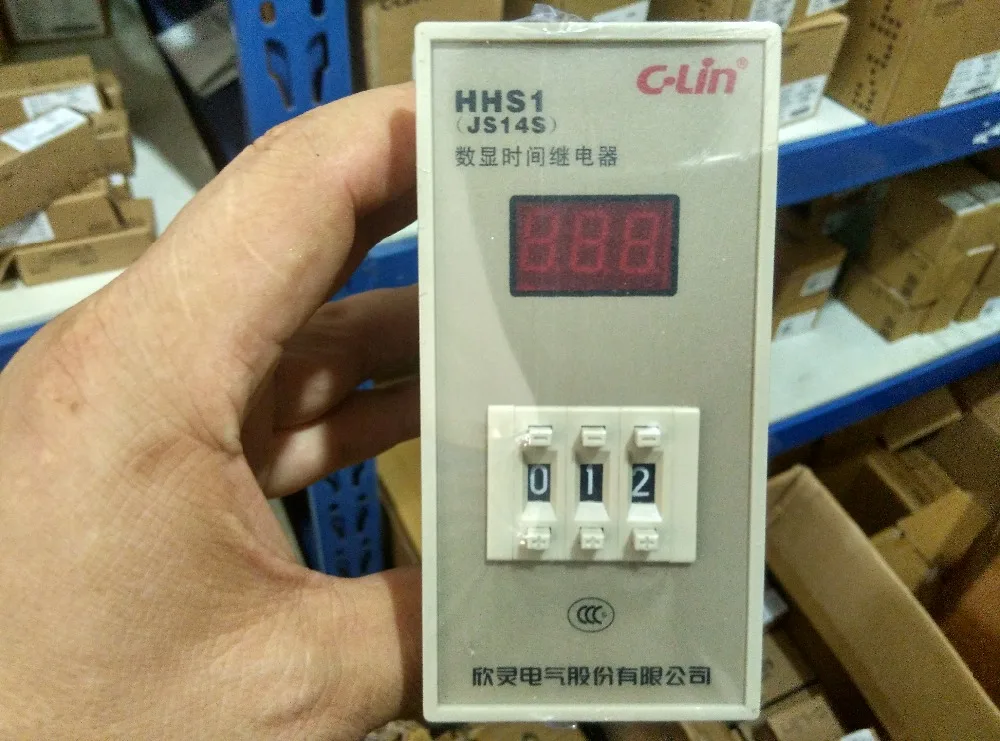 C-Lin®
HHS1
(JS14S)
数显时间继电器
888
- - -
0 1 2
+ + +
CCC S
欣灵电气股份有限公司